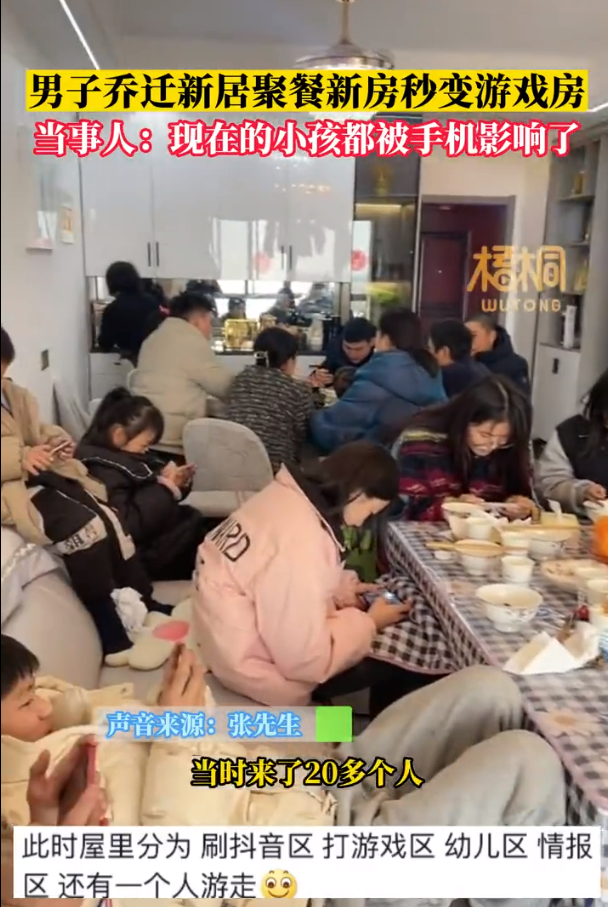 男子乔迁新居聚餐新房秒变游戏房
当事人：现在的小孩都被手机影响了
梧桐
WUTONG
声音来源：张先生
当时来了20多个人
此时屋里分为 刷抖音区 打游戏区 幼儿区 情报
区 还有一个人游走